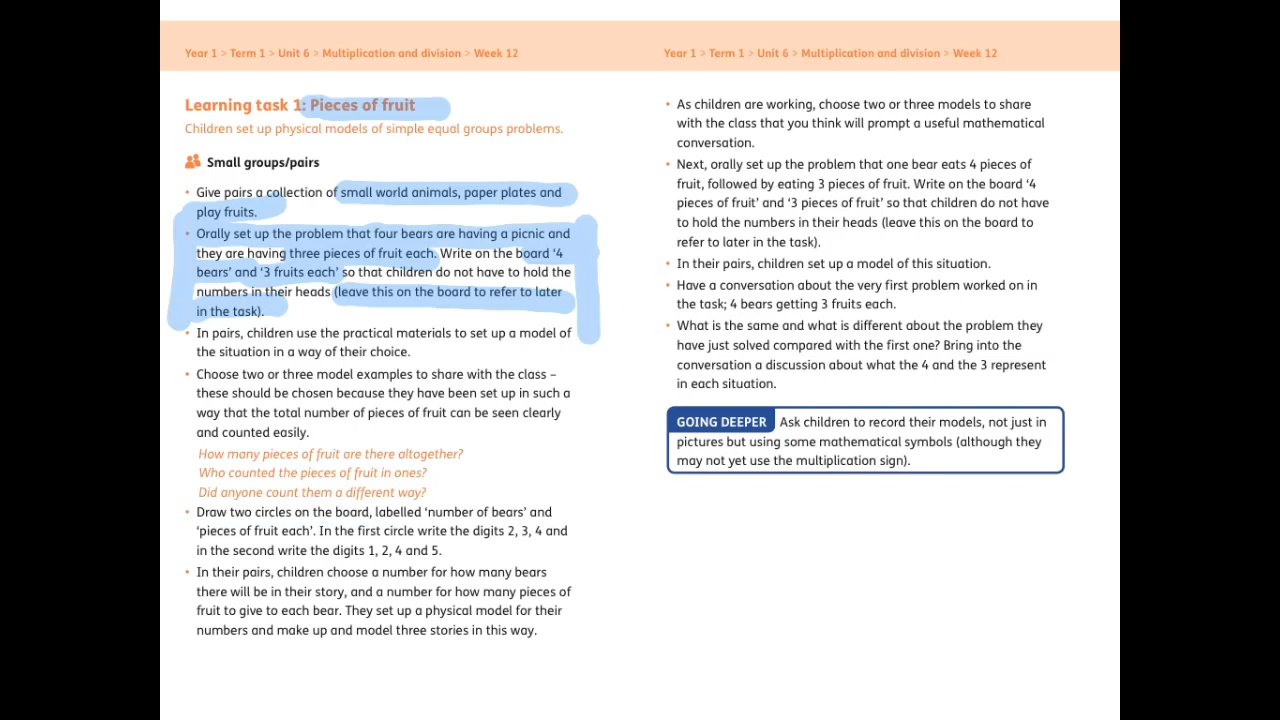 Year 1 > Term 1 > Unit 6 > Multiplication and division > Week 12
Learning task 1: Pieces of fruit
Children set up physical models of simple equal groups problems.
Small groups/pairs
• Give pairs a collection of small world animals, paper plates and
play fruits.
• Orally set up the problem that four bears are having a picnic and
they are having three pieces of fruit each. Write on the board ‘4
bears’ and ‘3 fruits each’ so that children do not have to hold the
numbers in their heads (leave this on the board to refer to later
in the task).
• In pairs, children use the practical materials to set up a model of
the situation in a way of their choice.
• Choose two or three model examples to share with the class –
these should be chosen because they have been set up in such a
way that the total number of pieces of fruit can be seen clearly
and counted easily.
How many pieces of fruit are there altogether?
Who counted the pieces of fruit in ones?
Did anyone count them a different way?
• Draw two circles on the board, labelled ‘number of bears’ and
‘pieces of fruit each’. In the first circle write the digits 2, 3, 4 and
in the second write the digits 1, 2, 4 and 5.
• In their pairs, children choose a number for how many bears
there will be in their story, and a number for how many pieces of
fruit to give to each bear. They set up a physical model for their
numbers and make up and model three stories in this way.
Year 1 > Term 1 > Unit 6 > Multiplication and division > Week 12
• As children are working, choose two or three models to share
with the class that you think will prompt a useful mathematical
conversation.
• Next, orally set up the problem that one bear eats 4 pieces of
fruit, followed by eating 3 pieces of fruit. Write on the board ‘4
pieces of fruit’ and ‘3 pieces of fruit’ so that children do not have
to hold the numbers in their heads (leave this on the board to
refer to later in the task).
• In their pairs, children set up a model of this situation.
• Have a conversation about the very first problem worked on in
the task; 4 bears getting 3 fruits each.
• What is the same and what is different about the problem they
have just solved compared with the first one? Bring into the
conversation a discussion about what the 4 and the 3 represent
in each situation.
GOING DEEPER Ask children to record their models, not just in
pictures but using some mathematical symbols (although they
may not yet use the multiplication sign).